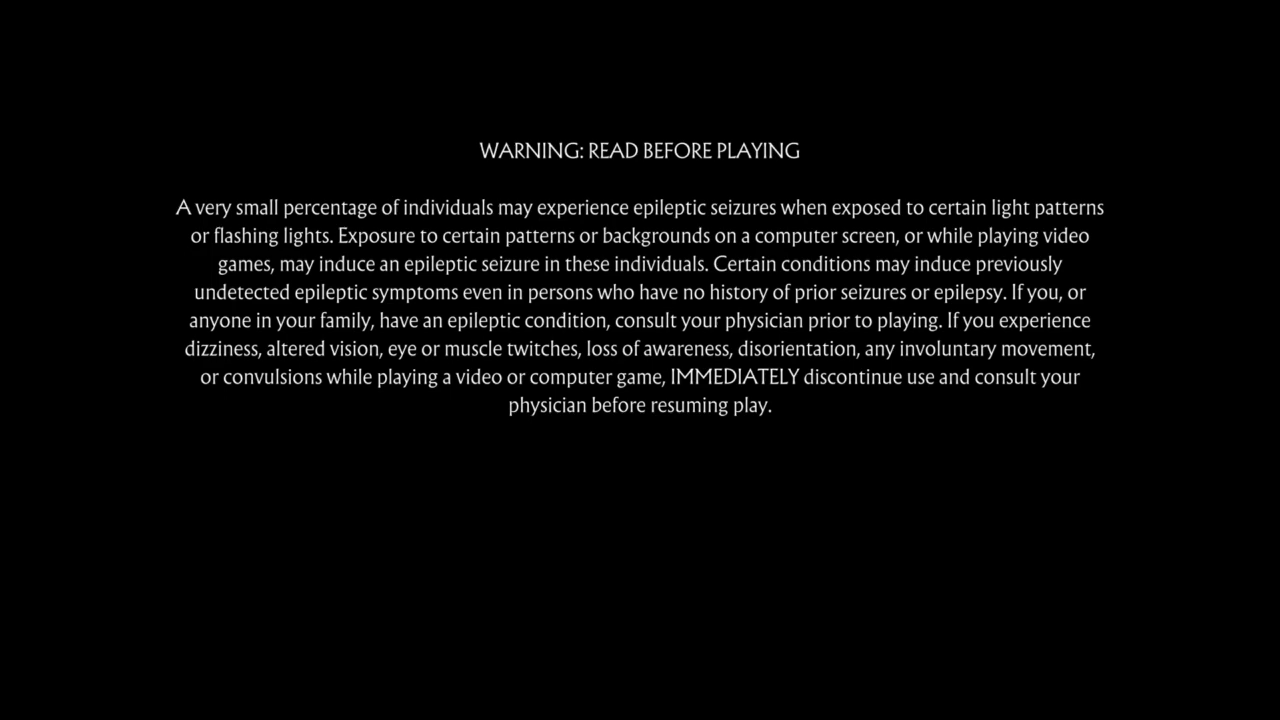 WARNING: READ BEFORE PLAYING
A very small percentage of individuals may experience epileptic seizures when exposed to certain light patterns
or flashing lights. Exposure to certain patterns or backgrounds on a computer screen, or while playing video
games, may induce an epileptic seizure in these individuals. Certain conditions may induce previously
undetected epileptic symptoms even in persons who have no history of prior seizures or epilepsy. If you, or
anyone in your family, have an epileptic condition, consult your physician prior to playing. If you experience
dizziness, altered vision, eye or muscle twitches, loss of awareness, disorientation, any involuntary movement,
or convulsions while playing a video or computer game, IMMEDIATELY discontinue use and consult your
physician before resuming play.